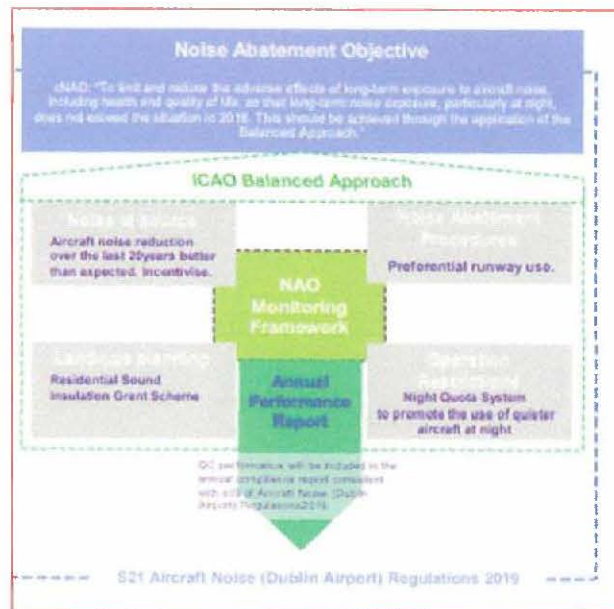 Noise Abatement Objective
cNAO: "To limit and reduce the adverse effects of long-term exposure to aircraft noise,
including health and quality of life, so that long-term noise exposure, particularly at night,
does not exceed the situation in 2018. This should be achieved through the application of the
Balanced Approach."
ICAO Balanced Approach
Noise at source
Aircraft noise reduction
over the last 20years better
than expected. Incentivise.
Noise Abatement
Procedures
Preferential runway use.
NAO
Monitoring
Framework
Land-use planning
Residential Sound
Insulation Grant Scheme
Annual
Performance
Report
Operating
Restrictions
Night Quota System
to promote the use of quieter
aircraft at night
QC performance will be included in the
annual compliance report consistent
with s21 of Aircraft Noise (Dublin
Airport) Regulations 2019
S21 Aircraft Noise (Dublin Airport) Regulations 2019